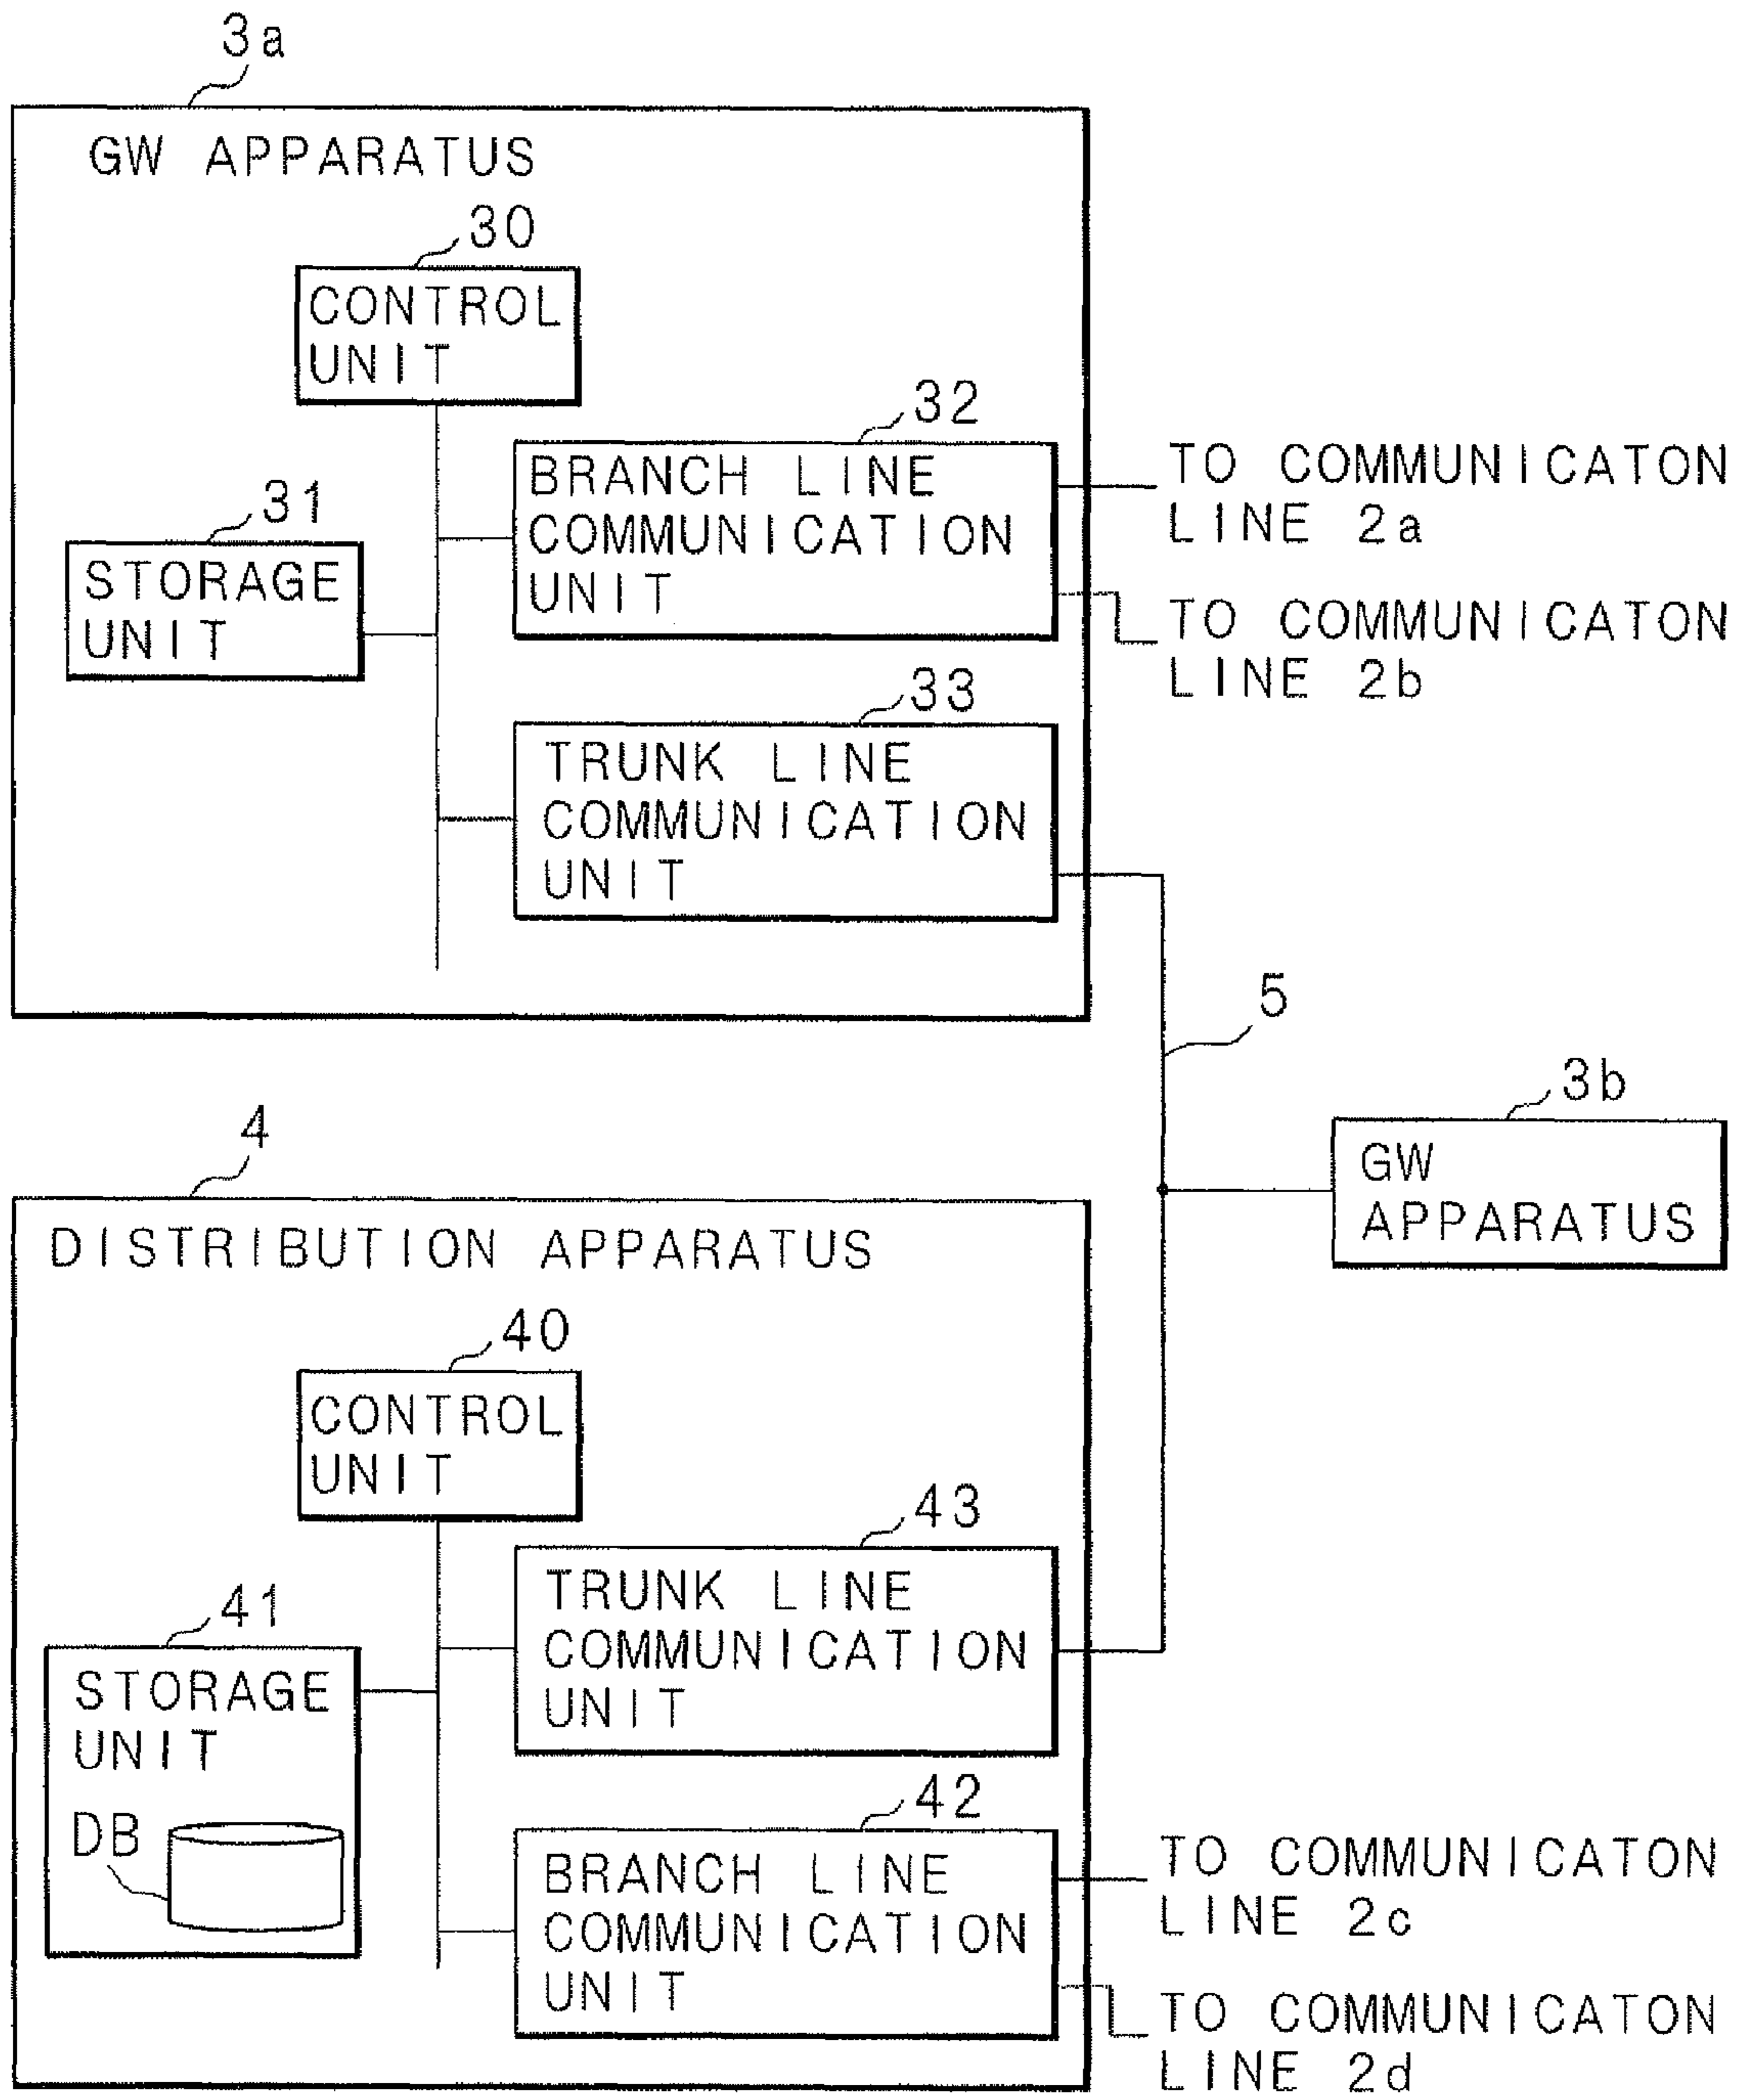 3a
GW APPARATUS
30
CONTROL
UNIT
32
BRANCH LINE
COMMUNICATION
UNIT
TO COMMUNICATON
LINE 2a
31
STORAGE
UNIT
TO COMMUNICATON
LINE 2b
33
TRUNK LINE
COMMUNICATION
UNIT
5
3b
GW
APPARATUS
4
DISTRIBUTION APPARATUS
40
CONTROL
UNIT
43
TRUNK LINE
COMMUNICATION
UNIT
41
STORAGE
UNIT
DB
42
BRANCH LINE
COMMUNICATION
UNIT
TO COMMUNICATON
LINE 2c
TO COMMUNICATON
LINE 2d